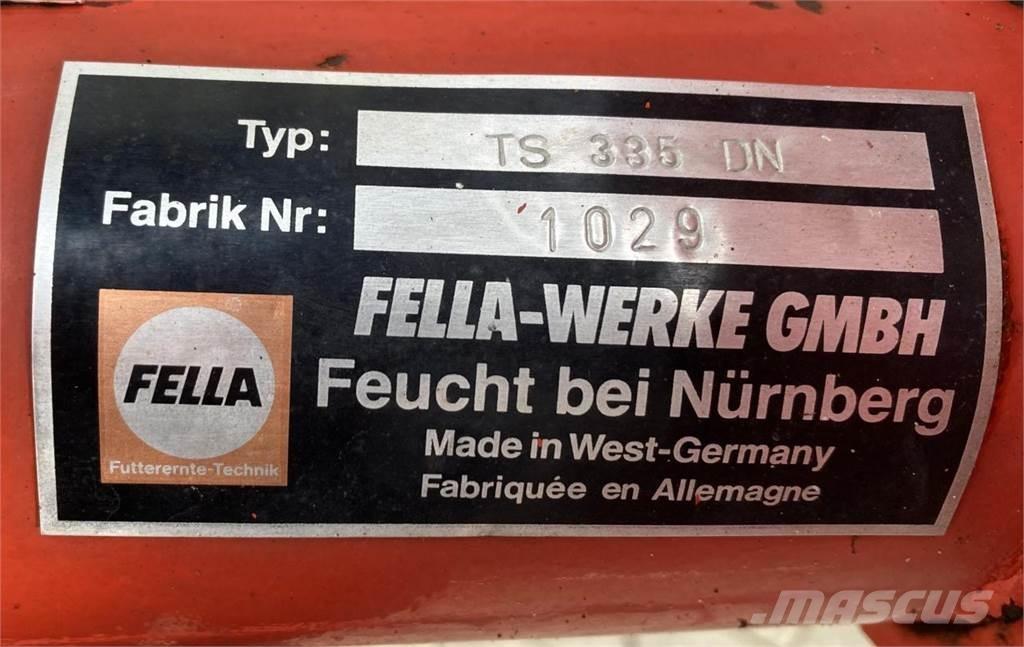 Typ: TS 335 DN
Fabrik Nr: 1029
FELLA-WERKE GMBH
Feucht bei Nürnberg
Made in West-Germany
Fabriquée en Allemagne
FELLA
Futterernte-Technik
MASCUS